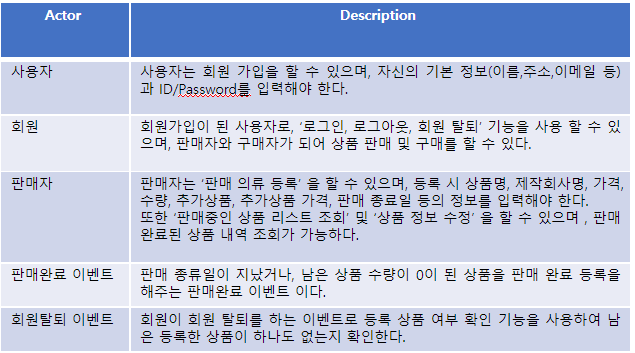 Actor Description
사용자 사용자는 회원 가입을 할 수 있으며, 자신의 기본 정보(이름,주소,이메일 등)
과 ID/Password를 입력해야 한다.
회원 회원가입이 된 사용자로, ‘로그인, 로그아웃, 회원 탈퇴’ 기능을 사용 할 수 있
으며, 판매자와 구매자가 되어 상품 판매 및 구매를 할 수 있다.
판매자 판매자는 ‘판매 의류 등록’ 을 할 수 있으며, 등록 시 상품명, 제작회사명, 가격,
수량, 추가상품, 추가상품 가격, 판매 종료일 등의 정보를 입력해야 한다.
또한 ‘판매중인 상품 리스트 조회’ 및 ‘상품 정보 수정’ 을 할 수 있으며 , 판매
완료된 상품 내역 조회가 가능하다.
판매완료 이벤트 판매 종류일이 지났거나, 남은 상품 수량이 0이 된 상품을 판매 완료 등록을
해주는 판매완료 이벤트 이다.
회원탈퇴 이벤트 회원이 회원 탈퇴를 하는 이벤트로 등록 상품 여부 확인 기능을 사용하여 남
은 등록한 상품이 하나도 없는지 확인한다.